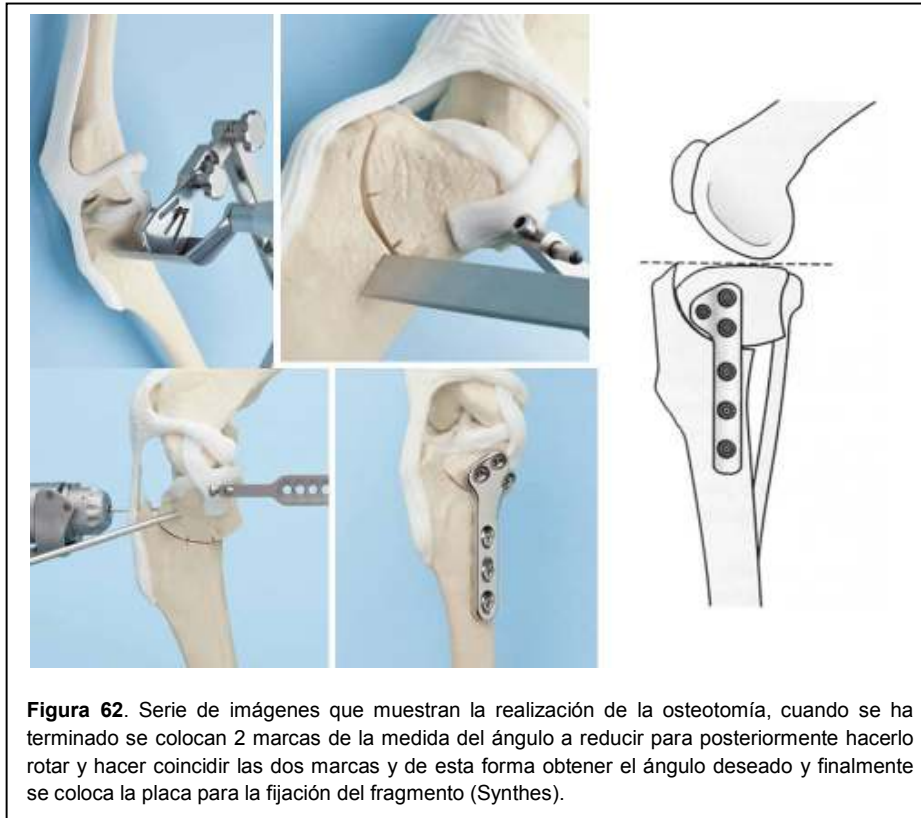 Figura 62. Serie de imágenes que muestran la realización de la osteotomía, cuando se ha
terminado se colocan 2 marcas de la medida del ángulo a reducir para posteriormente hacerlo
rotar y hacer coincidir las dos marcas y de esta forma obtener el ángulo deseado y finalmente
se coloca la placa para la fijación del fragmento (Synthes).